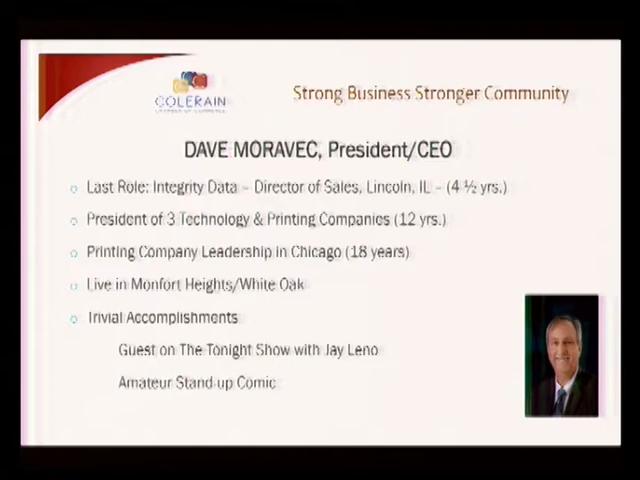 COLERAIN
CHAMBER OF COMMERCE
Strong Business Stronger Community
DAVE MORAVEC, President/CEO
Last Role: Integrity Data – Director of Sales, Lincoln, IL – (4 ½ yrs.)
President of 3 Technology & Printing Companies (12 yrs.)
Printing Company Leadership in Chicago (18 years)
Live in Monfort Heights/White Oak
Trivial Accomplishments
Guest on The Tonight Show with Jay Leno
Amateur Stand-up Comic